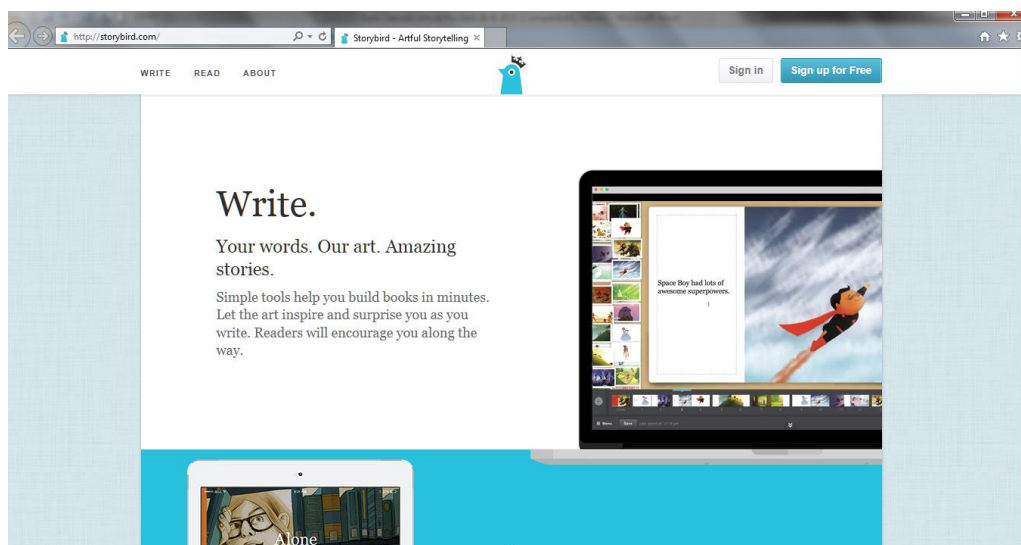 http://storybird.com/
Storybird - Artful Storytelling
WRITE READ ABOUT
Sign in
Sign up for Free
Write.
Your words. Our art. Amazing
stories.
Simple tools help you build books in minutes.
Let the art inspire and surprise you as you
write. Readers will encourage you along the
way.
Space Boy had lots of
awesome superpowers.
Menu Save
Alone